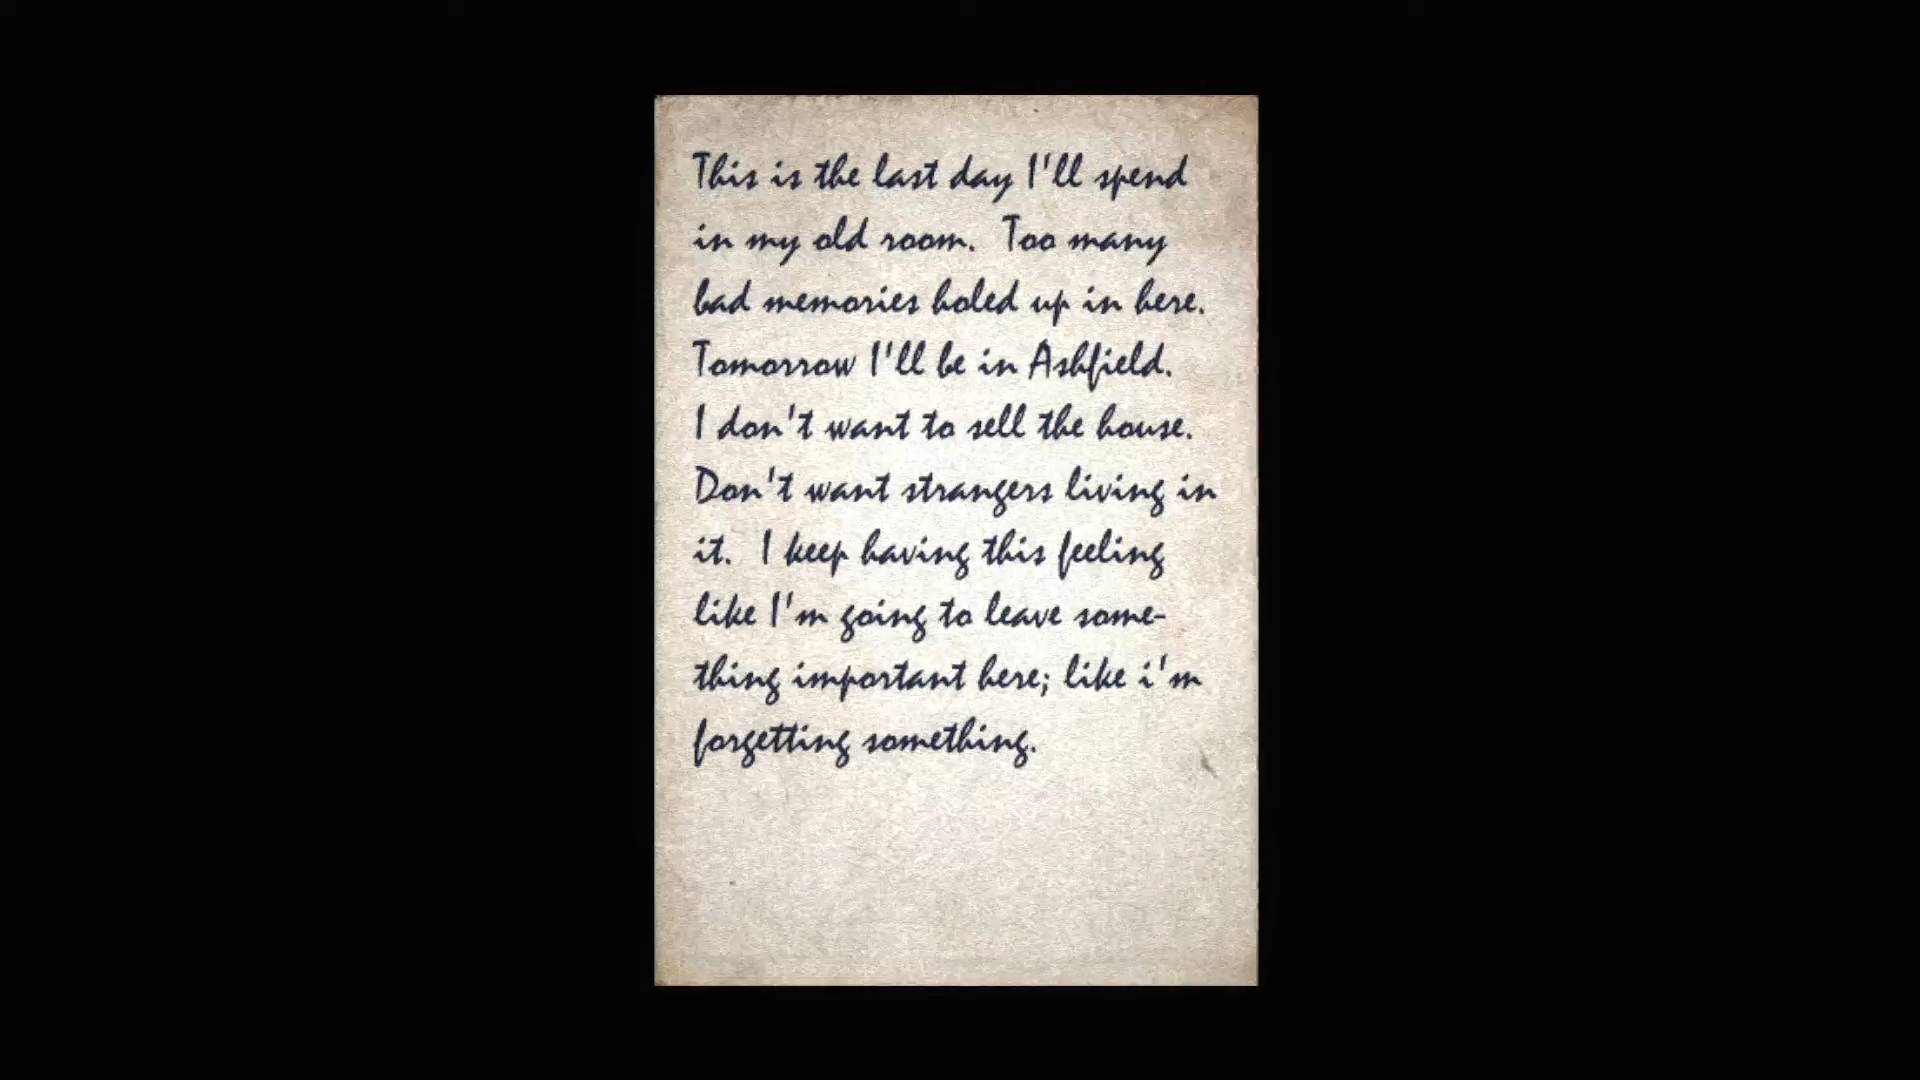 This is the last day I'll spend
in my old room.  Too many
bad memories holed up in here.
Tomorrow I'll be in Ashfield.
I don't want to sell the house.
Don't want strangers living in
it.  I keep having this feeling
like I'm going to leave some-
thing important here; like i'm
forgetting something.